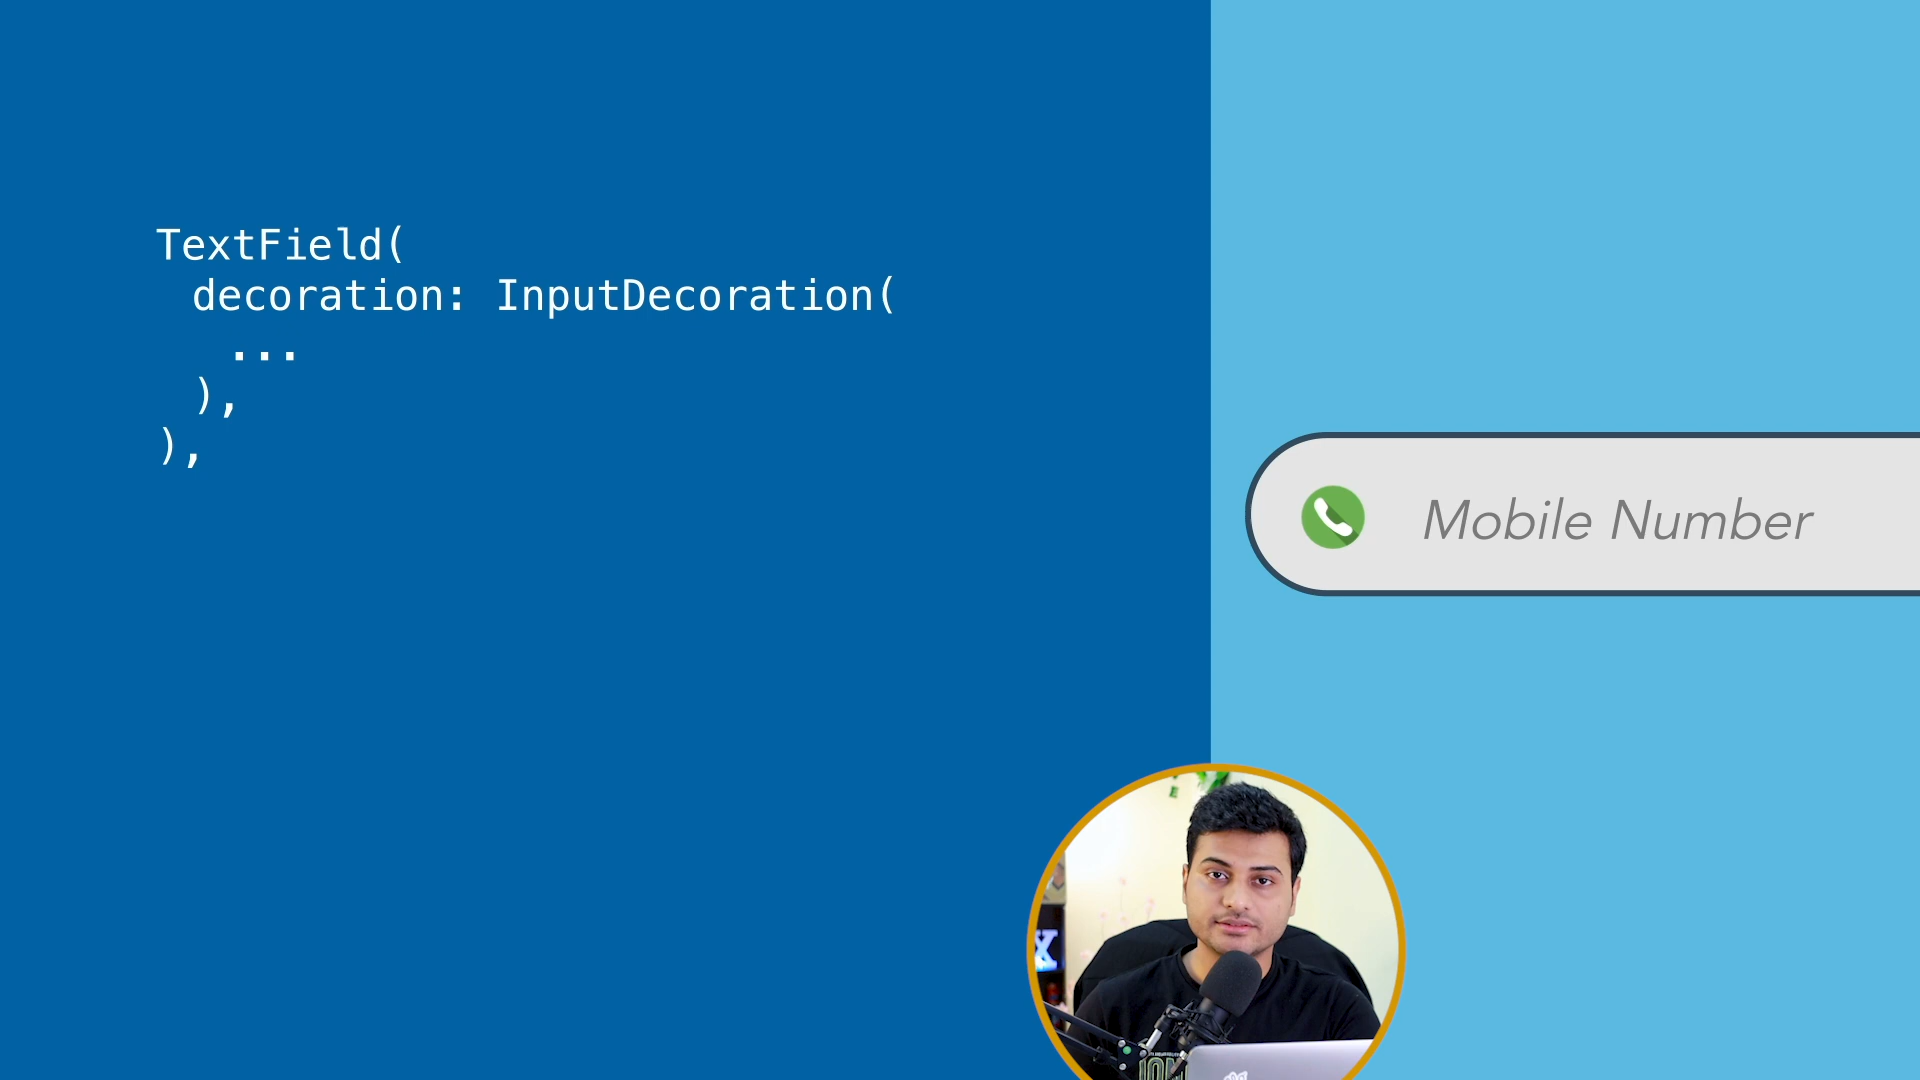 TextField(
decoration: InputDecoration(
...
),
),
Mobile Number
X